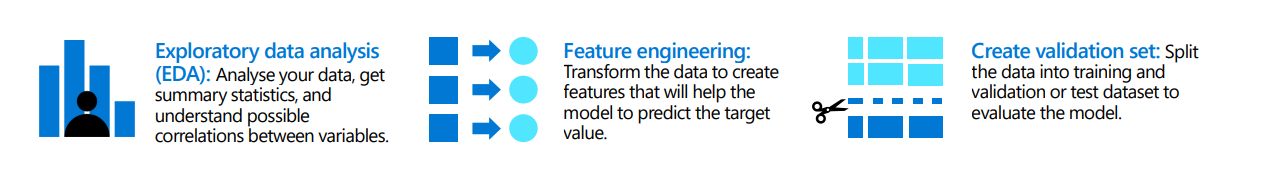 Exploratory data analysis
(EDA): Analyse your data, get
summary statistics, and
understand possible
correlations between variables.
Feature engineering:
Transform the data to create
features that will help the
model to predict the target
value.
Create validation set: Split
the data into training and
validation or test dataset to
evaluate the model.